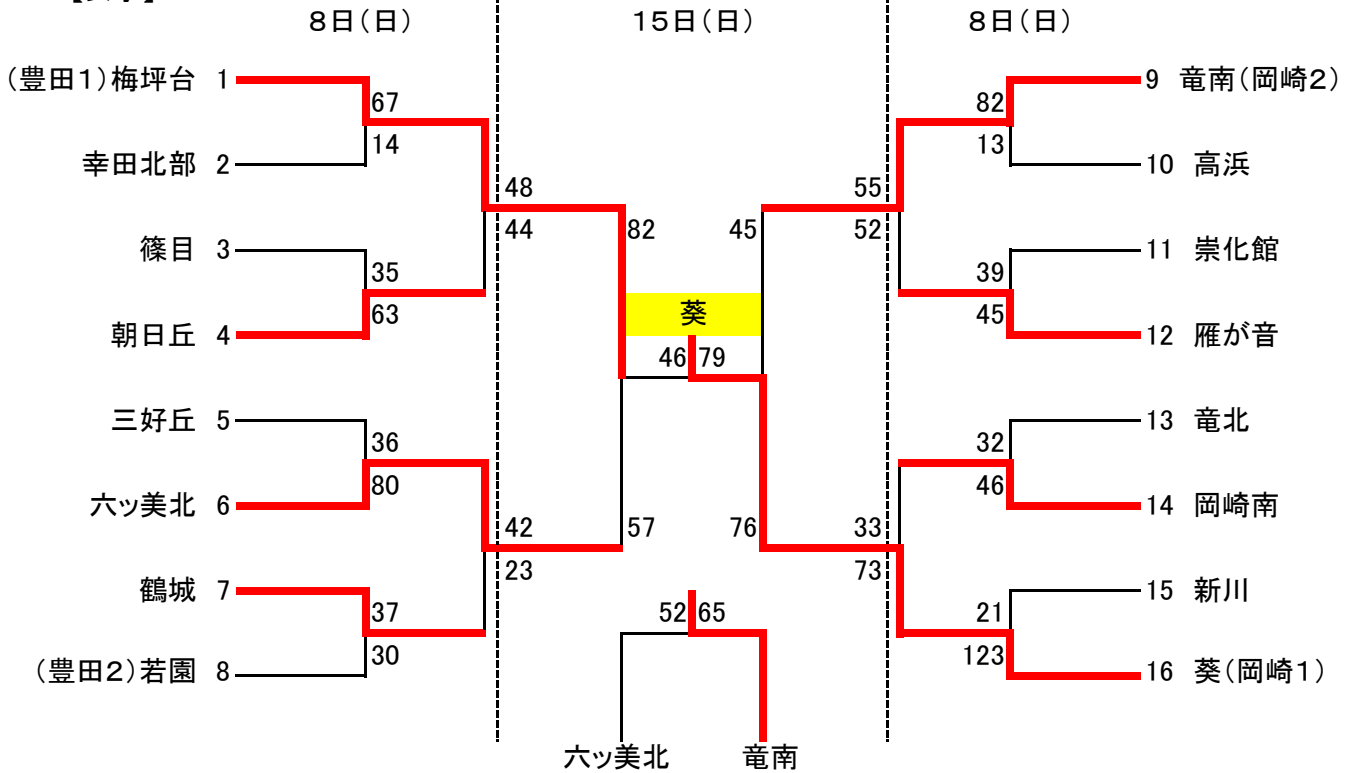 8日(日) 15日(日) 8日(日)
(豊田1)梅坪台 1 9 竜南(岡崎2)
67 82
14 13
幸田北部 2 10 高浜
48 55
44 82 45 52
篠目 3 11 崇化館
35 39
葵
63 45
朝日丘 4 12 雁が音
46 79
三好丘 5 13 竜北
36 32
80 46
六ッ美北 6 14 岡崎南
42 57 76 33
23 73
鶴城 7 15 新川
37 52 65 21
30 123
(豊田2)若園 8 16 葵(岡崎1)
六ッ美北 竜南